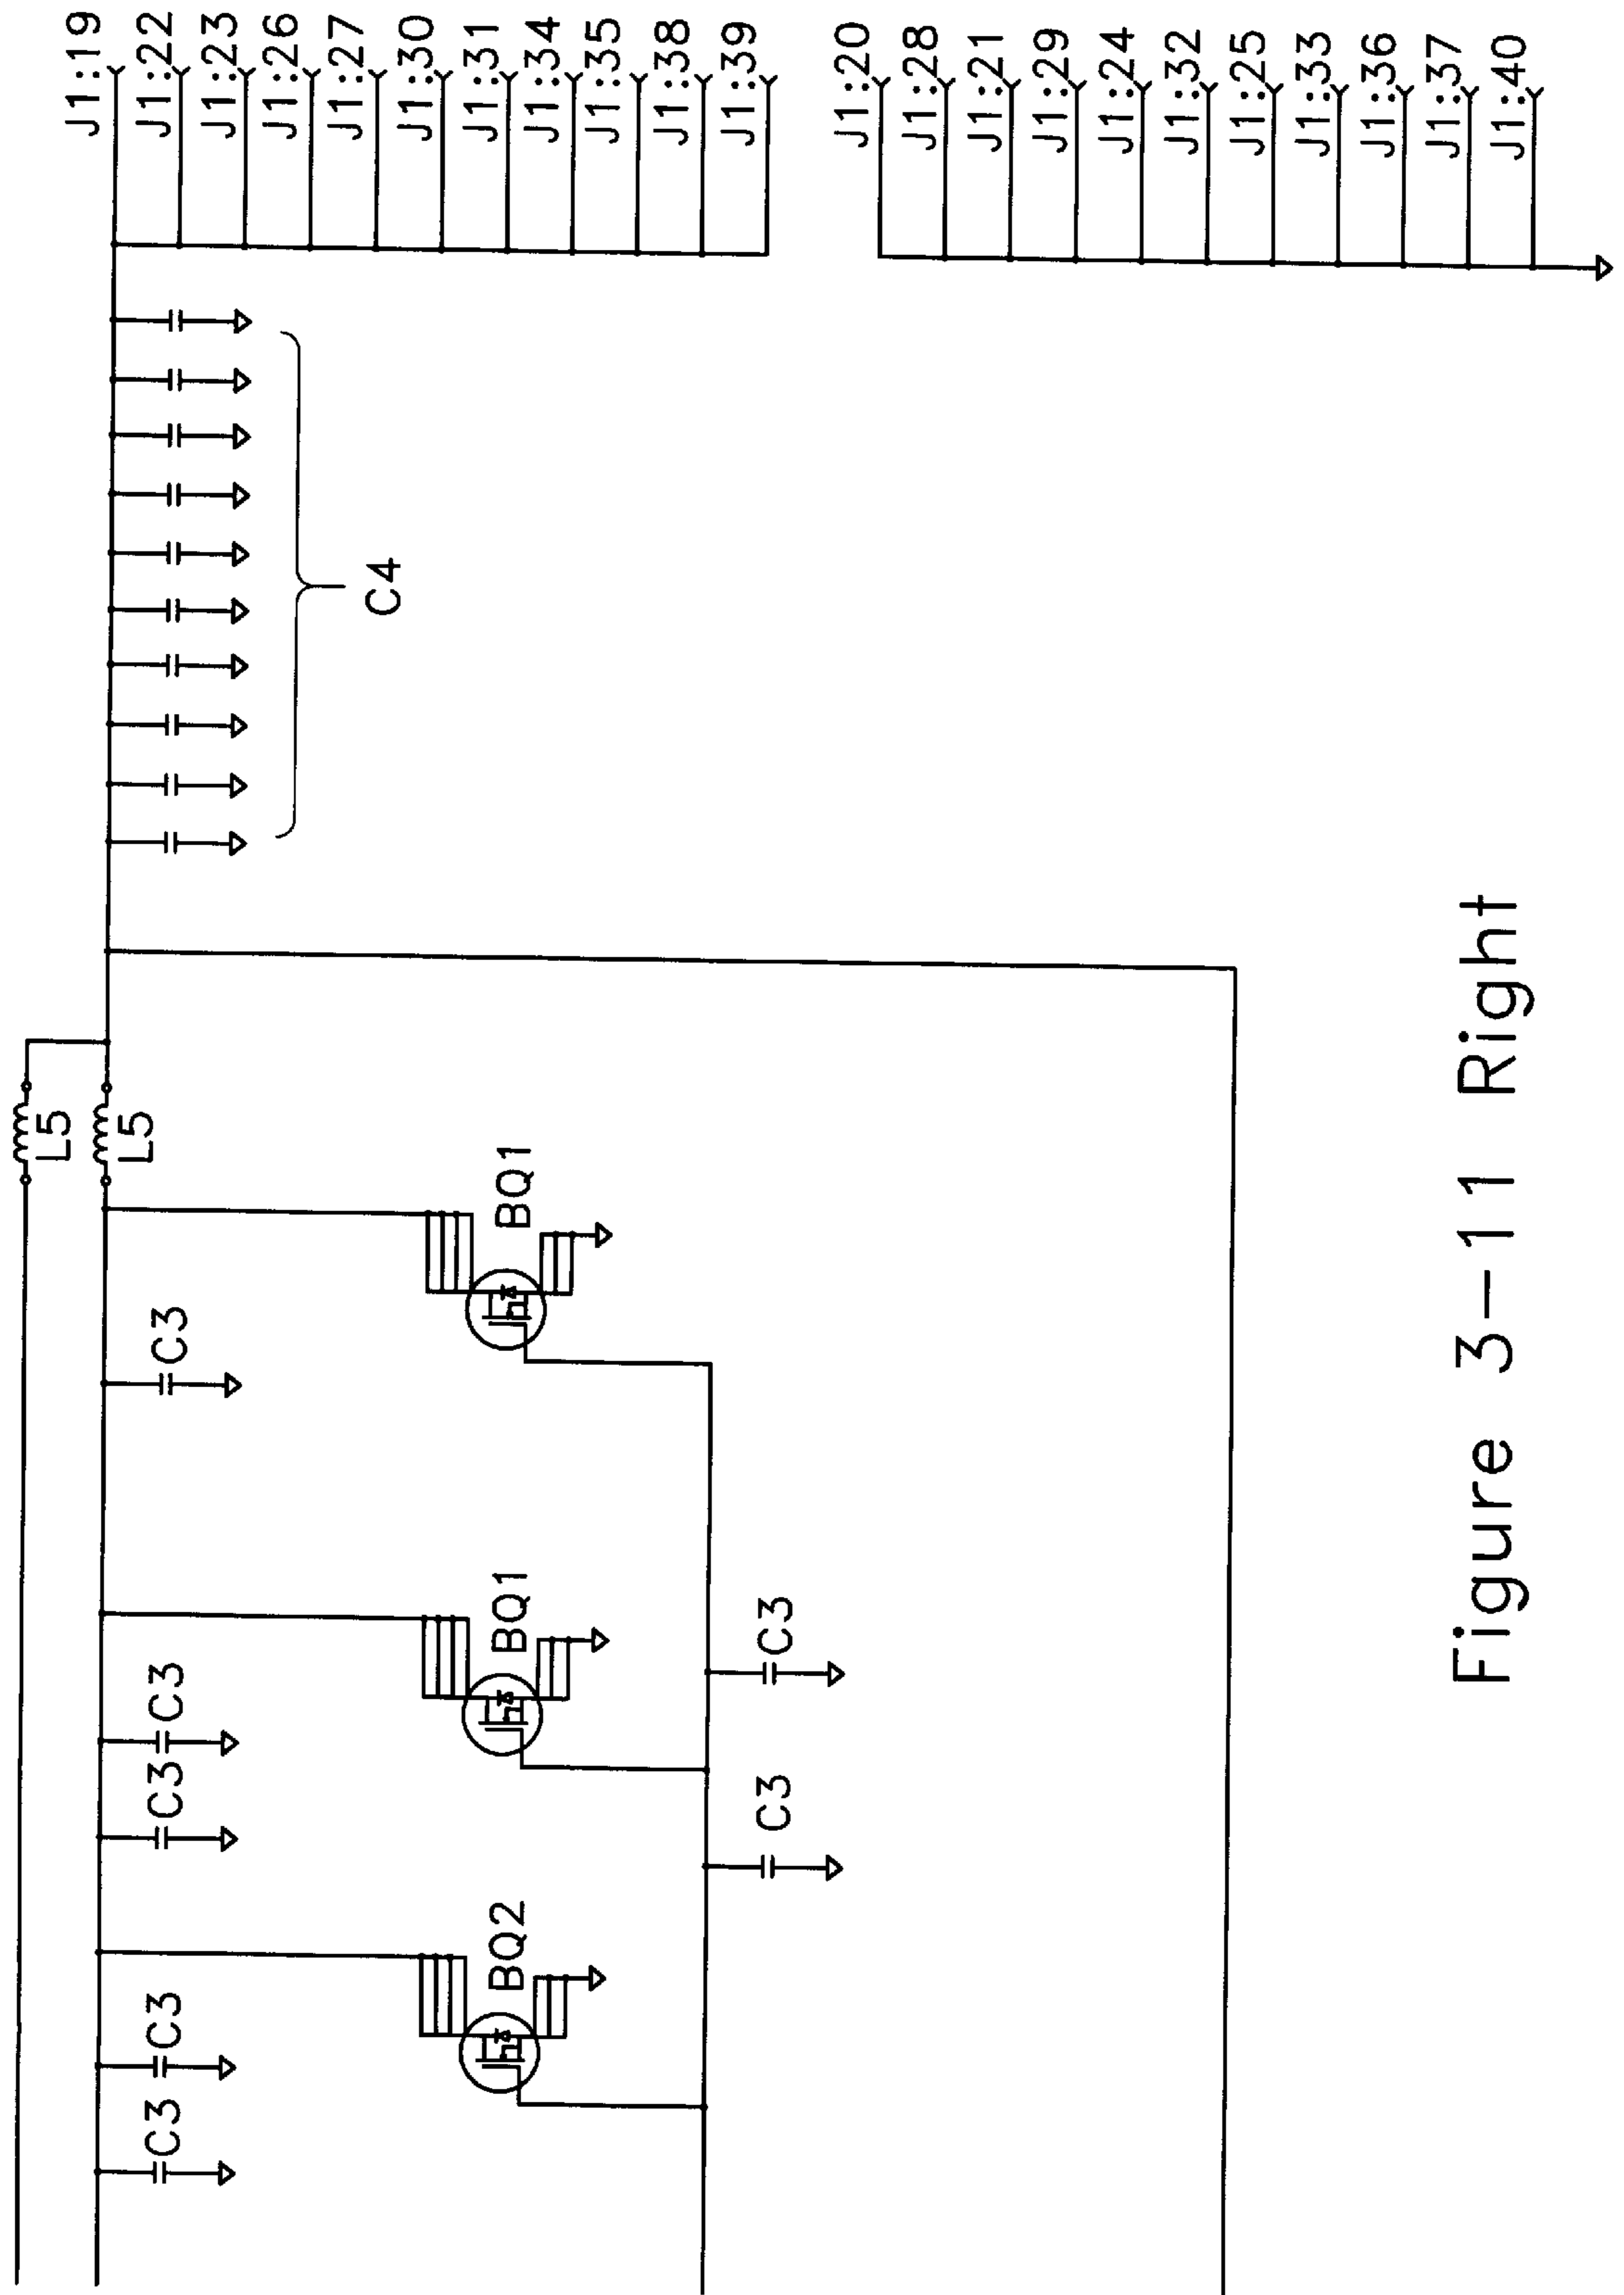 J1:19
J1:22
J1:23
J1:26
J1:27
J1:30
J1:31
J1:34
J1:35
J1:38
J1:39
J1:20
J1:28
J1:21
J1:29
J1:24
J1:32
J1:25
J1:33
J1:36
J1:37
J1:40
C4
L5
L5
C3
C3
C3
C3
C3
BQ1
BQ1
BQ2
C3
C3
Figure 3-11 Right